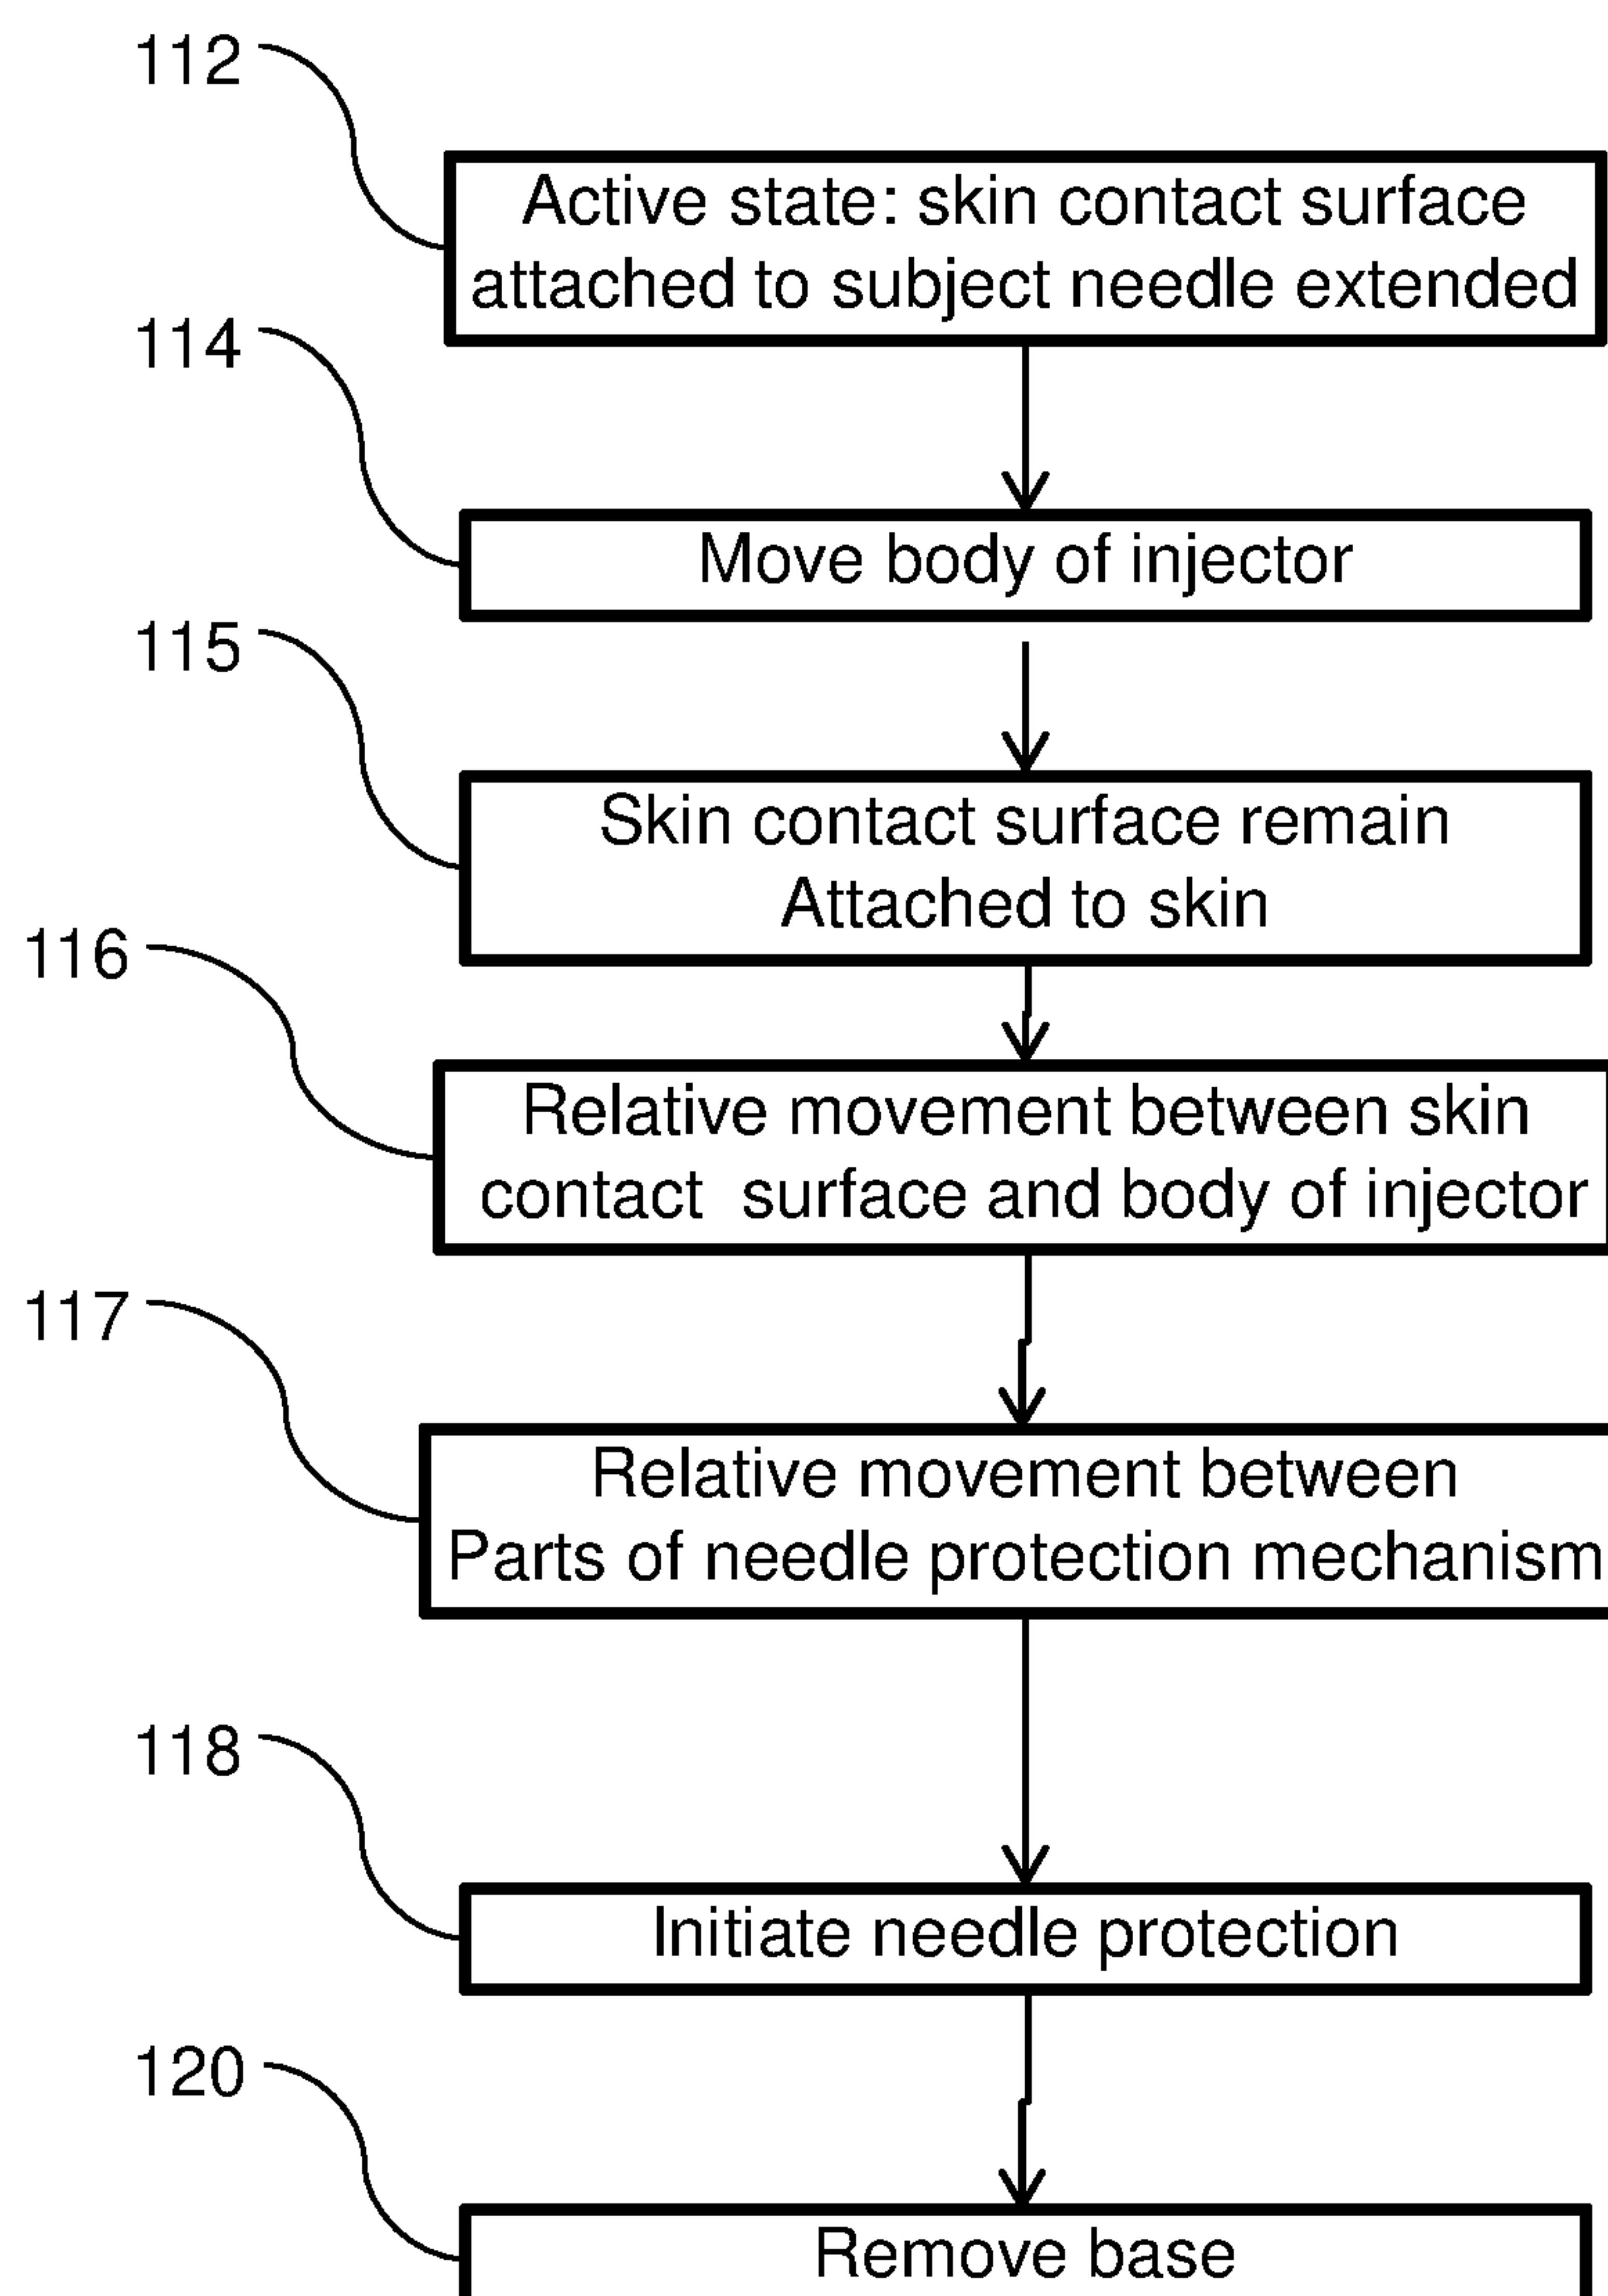 112
Active state: skin contact surface
attached to subject needle extended
114
Move body of injector
115
Skin contact surface remain
Attached to skin
116
Relative movement between skin
contact surface and body of injector
117
Relative movement between
Parts of needle protection mechanism
118
Initiate needle protection
120
Remove base